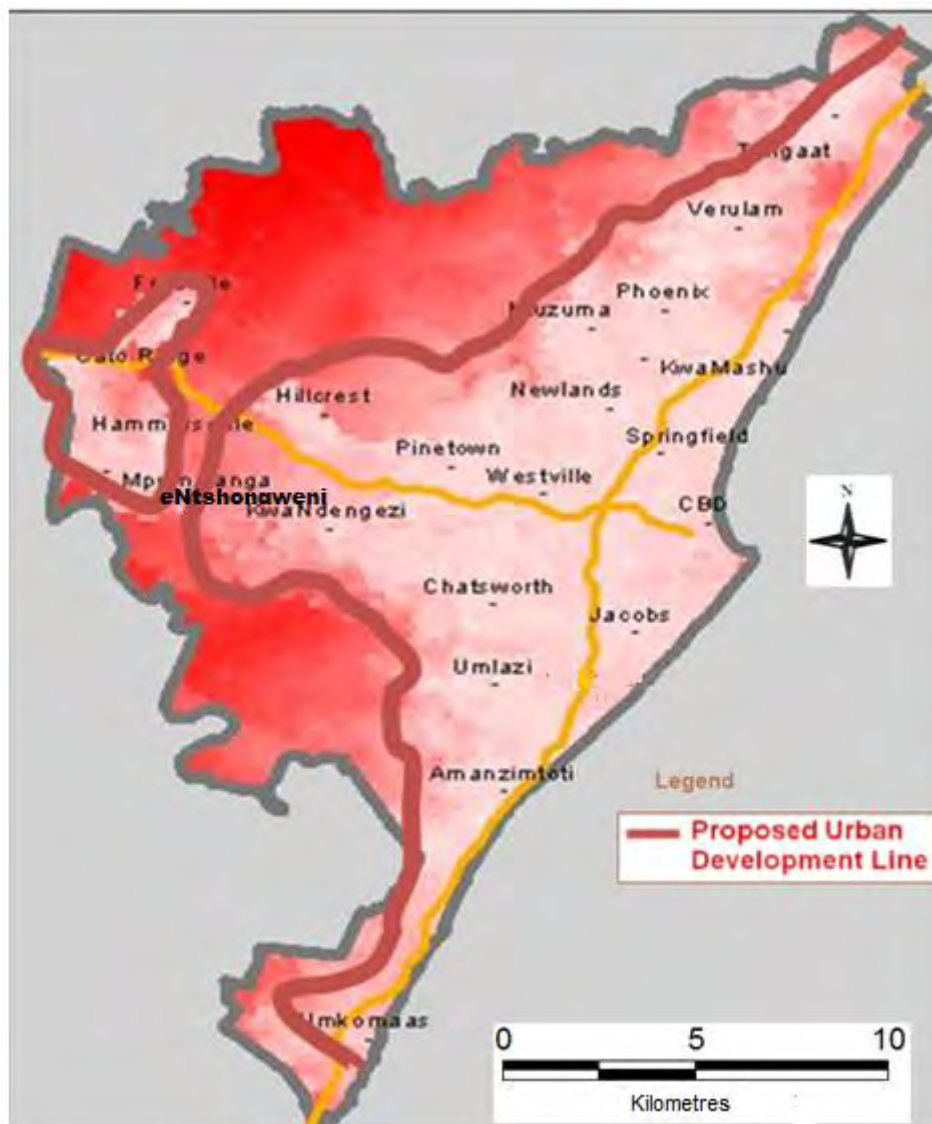 Verulam
Phoenix
KwaMashu
Hillcrest
Newlands
Springfield
Pinetown
Westville
eNtshongweni
KwaNdengezi
CBD
N
Chatsworth
Jacobs
Umlazi
Amanzimtoti
Legend
Proposed Urban
Development Line
Umkomaas
0 5 10
Kilometres